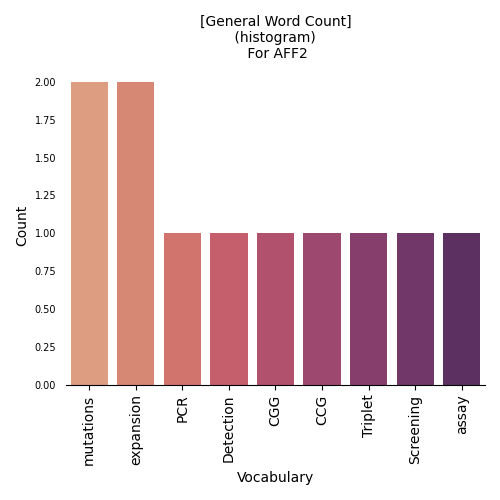 [General Word Count]
(histogram)
For AFF2
Count
2.00
1.75
1.50
1.25
1.00
0.75
0.50
0.25
0.00
mutations
expansion
PCR
Detection
CGG
CCG
Triplet
Screening
assay
Vocabulary